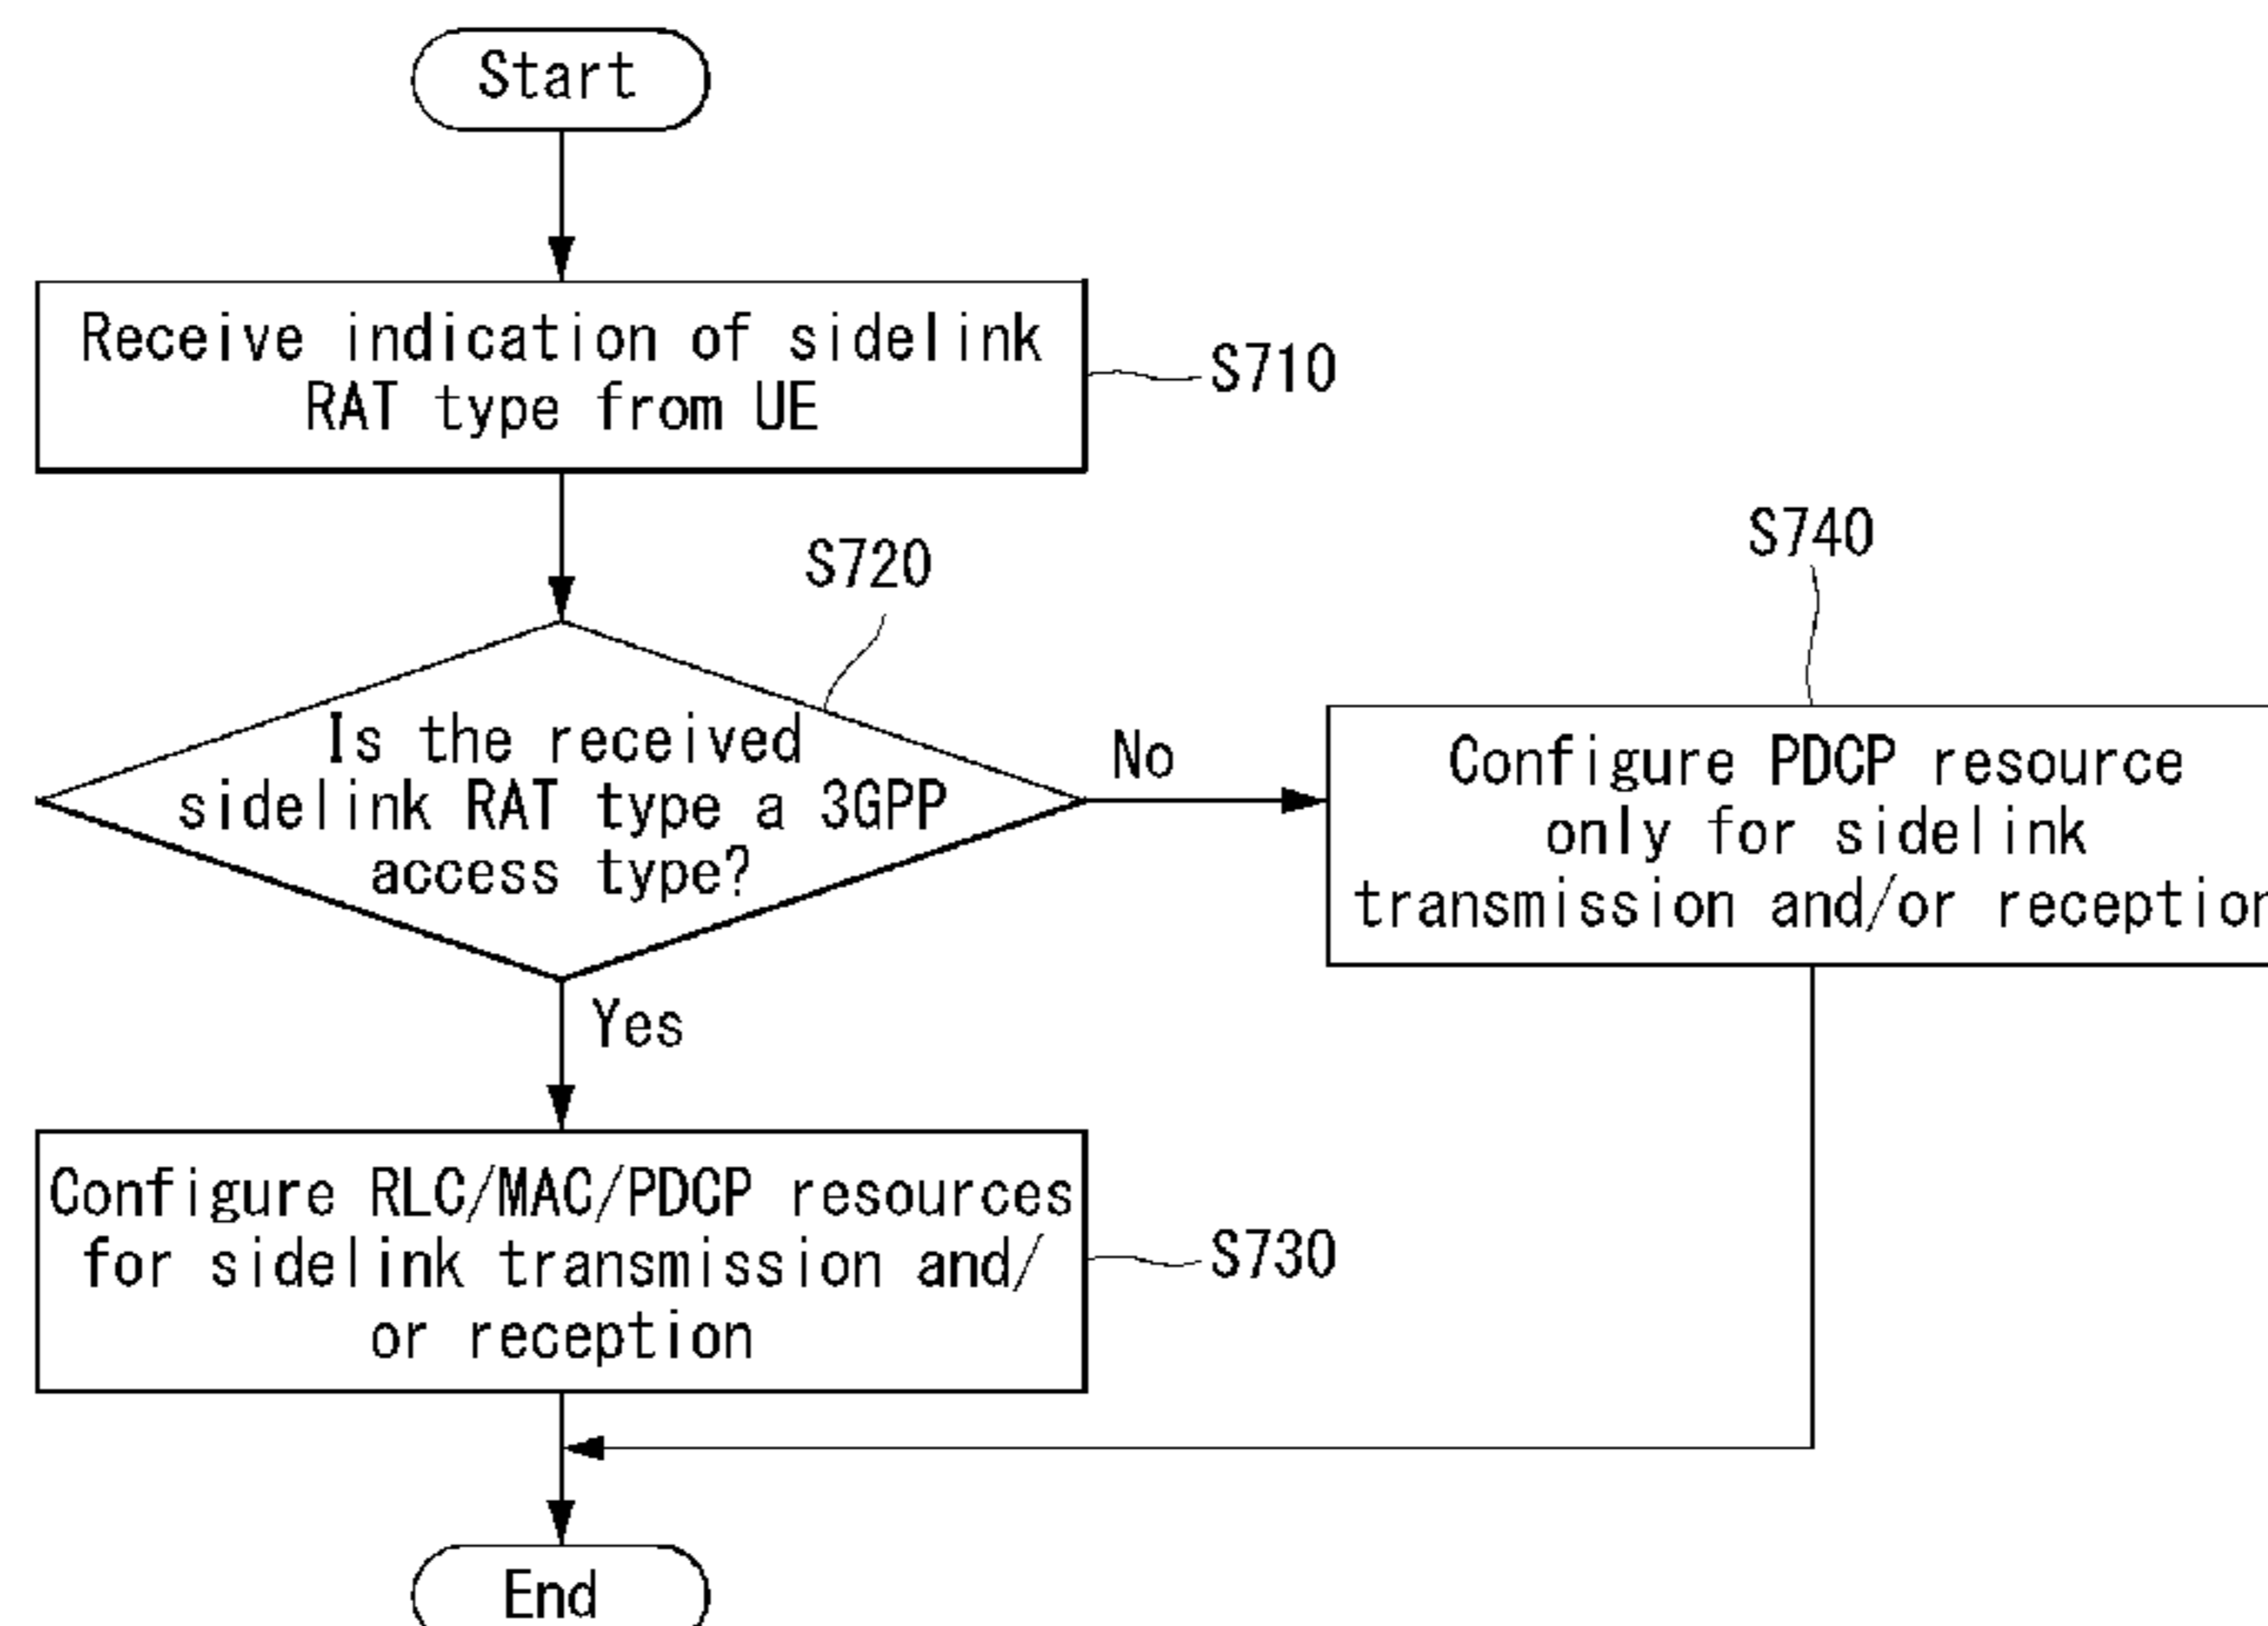 Start
Receive indication of sidelink
RAT type from UE
S710
S720
Is the received
sidelink RAT type a 3GPP
access type?
No
S740
Configure PDCP resource
only for sidelink
transmission and/or reception
Yes
Configure RLC/MAC/PDCP resources
for sidelink transmission and/
or reception
S730
End